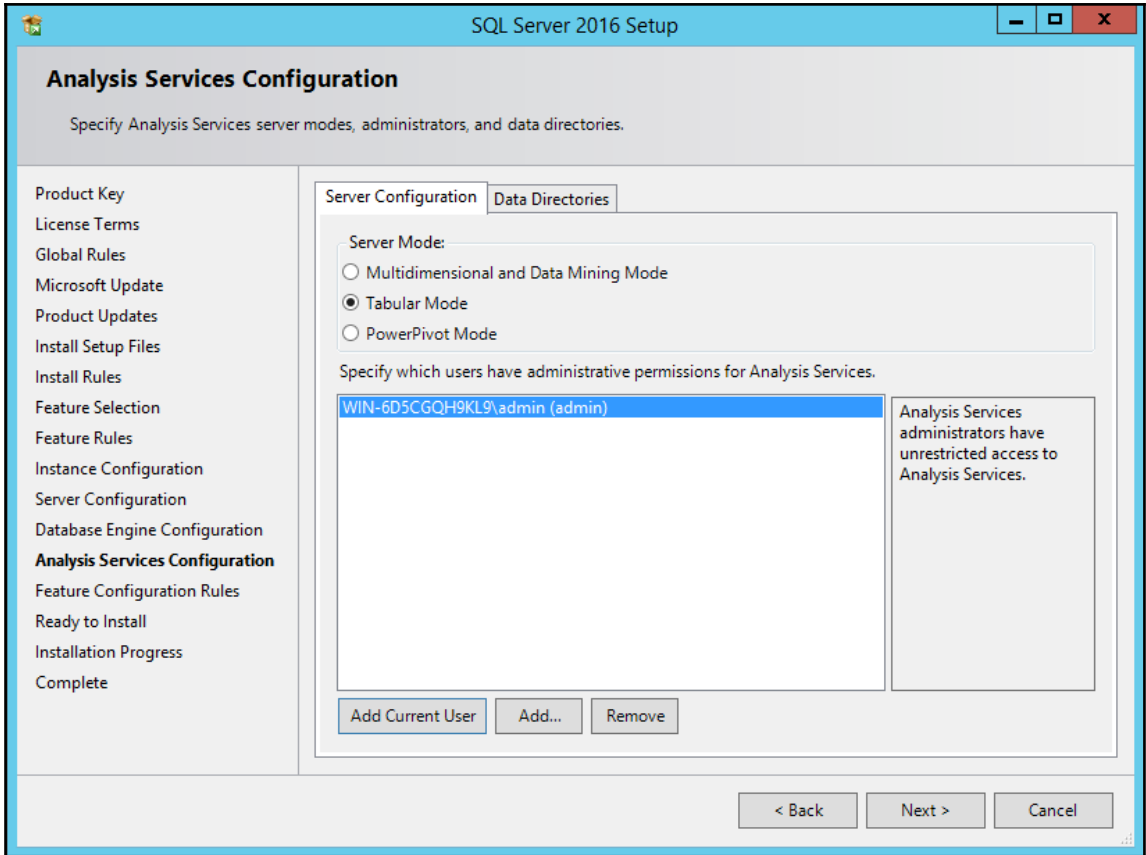 SQL Server 2016 Setup
Analysis Services Configuration
Specify Analysis Services server modes, administrators, and data directories.
Product Key
License Terms
Global Rules
Microsoft Update
Product Updates
Install Setup Files
Install Rules
Feature Selection
Feature Rules
Instance Configuration
Server Configuration
Database Engine Configuration
Analysis Services Configuration
Feature Configuration Rules
Ready to Install
Installation Progress
Complete
Server Configuration
Data Directories
Server Mode:
Multidimensional and Data Mining Mode
Tabular Mode
PowerPivot Mode
Specify which users have administrative permissions for Analysis Services.
WIN-6D5CGQH9KL9\admin (admin)
Analysis Services
administrators have
unrestricted access to
Analysis Services.
Add Current User
Add...
Remove
< Back
Next >
Cancel